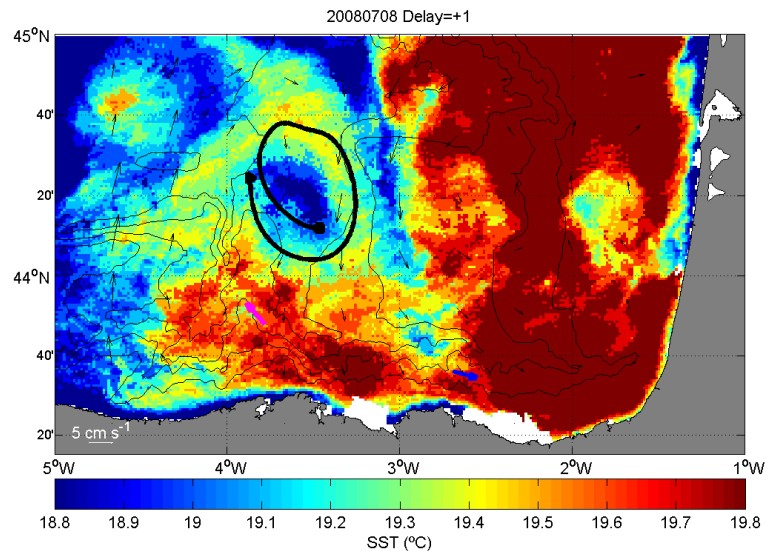 20080708 Delay=+1
45°N
40'
20'
44°N
40'
20'
5 cm s-1
5°W 4°W 3°W 2°W 1°W
18.8 18.9 19 19.1 19.2 19.3 19.4 19.5 19.6 19.7 19.8
SST (ºC)